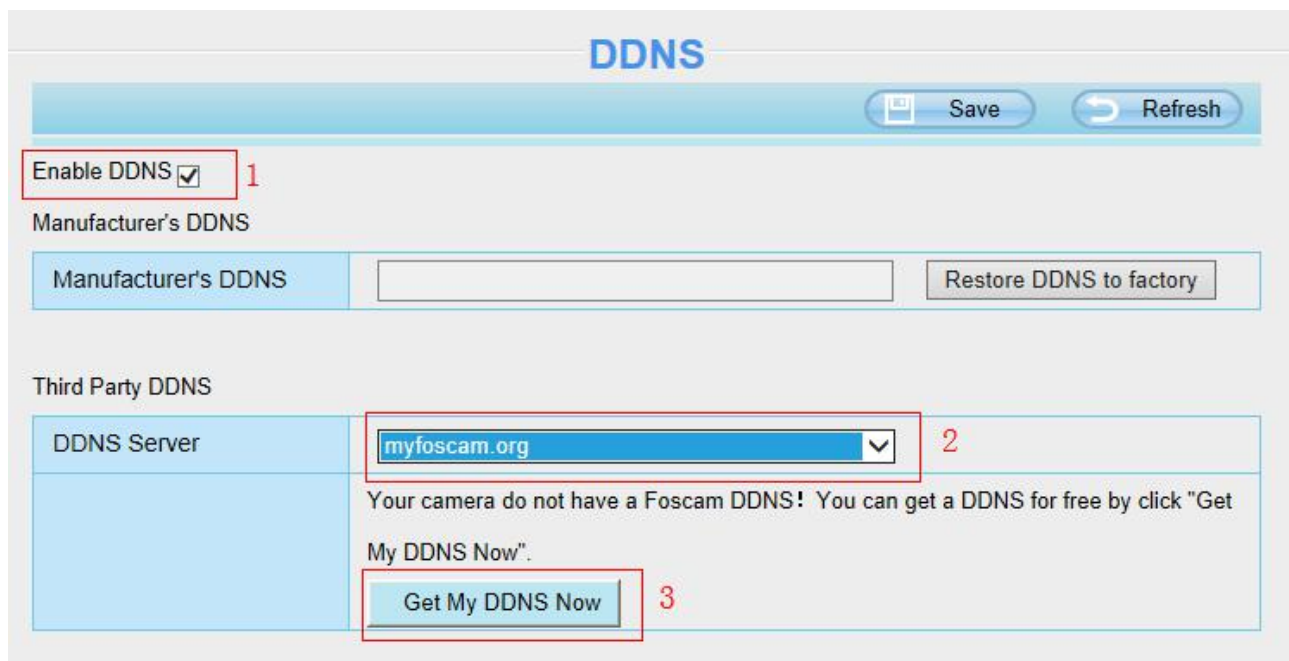 DDNS
Save Refresh
Enable DDNS 1
Manufacturer's DDNS
Manufacturer's DDNS Restore DDNS to factory
Third Party DDNS
DDNS Server myfoscam.org 2
Your camera do not have a Foscam DDNS! You can get a DDNS for free by click "Get
My DDNS Now".
Get My DDNS Now 3